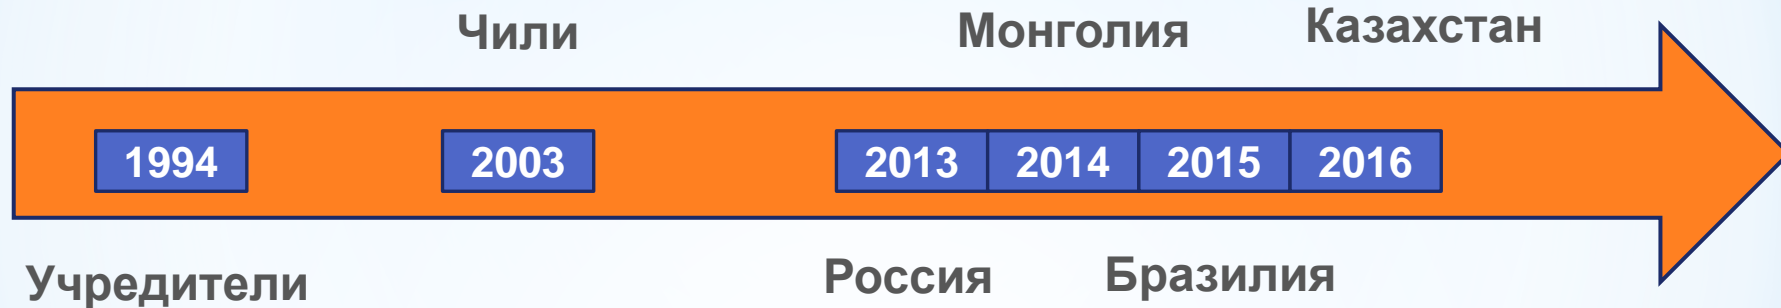 Чили Монголия Казахстан
1994 2003 2013 2014 2015 2016
Учредители Россия Бразилия